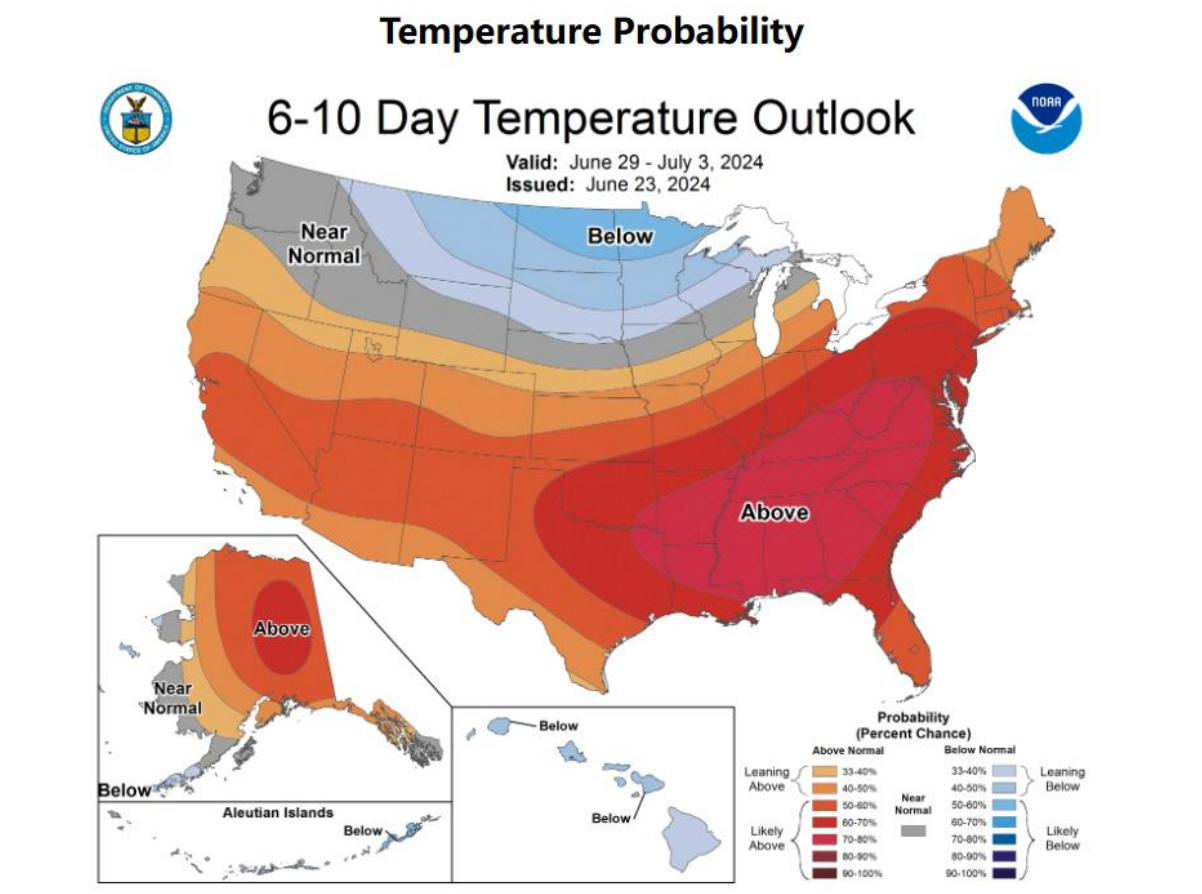 Temperature Probability
6-10 Day Temperature Outlook
NOAA
Valid: June 29 - July 3, 2024
Issued: June 23, 2024
Near
Normal
Below
Above
Above
Near
Normal
Below
Aleutian Islands
Below
Below
Below
Probability
(Percent Chance)
Above Normal
Below Normal
Leaning
Above
33-40%
40-50%
Likely
Above
50-60%
60-70%
70-80%
80-90%
90-100%
Near
Normal
33-40%
40-50%
Leaning
Below
50-60%
60-70%
70-80%
80-90%
90-100%
Likely
Below